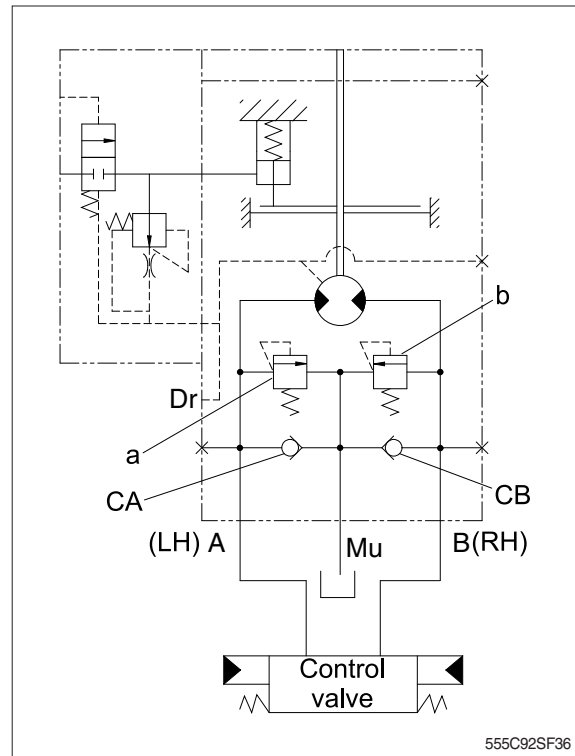 b
Dr
a
CA
CB
(LH) A
Mu
B(RH)
Control
valve
555C92SF36